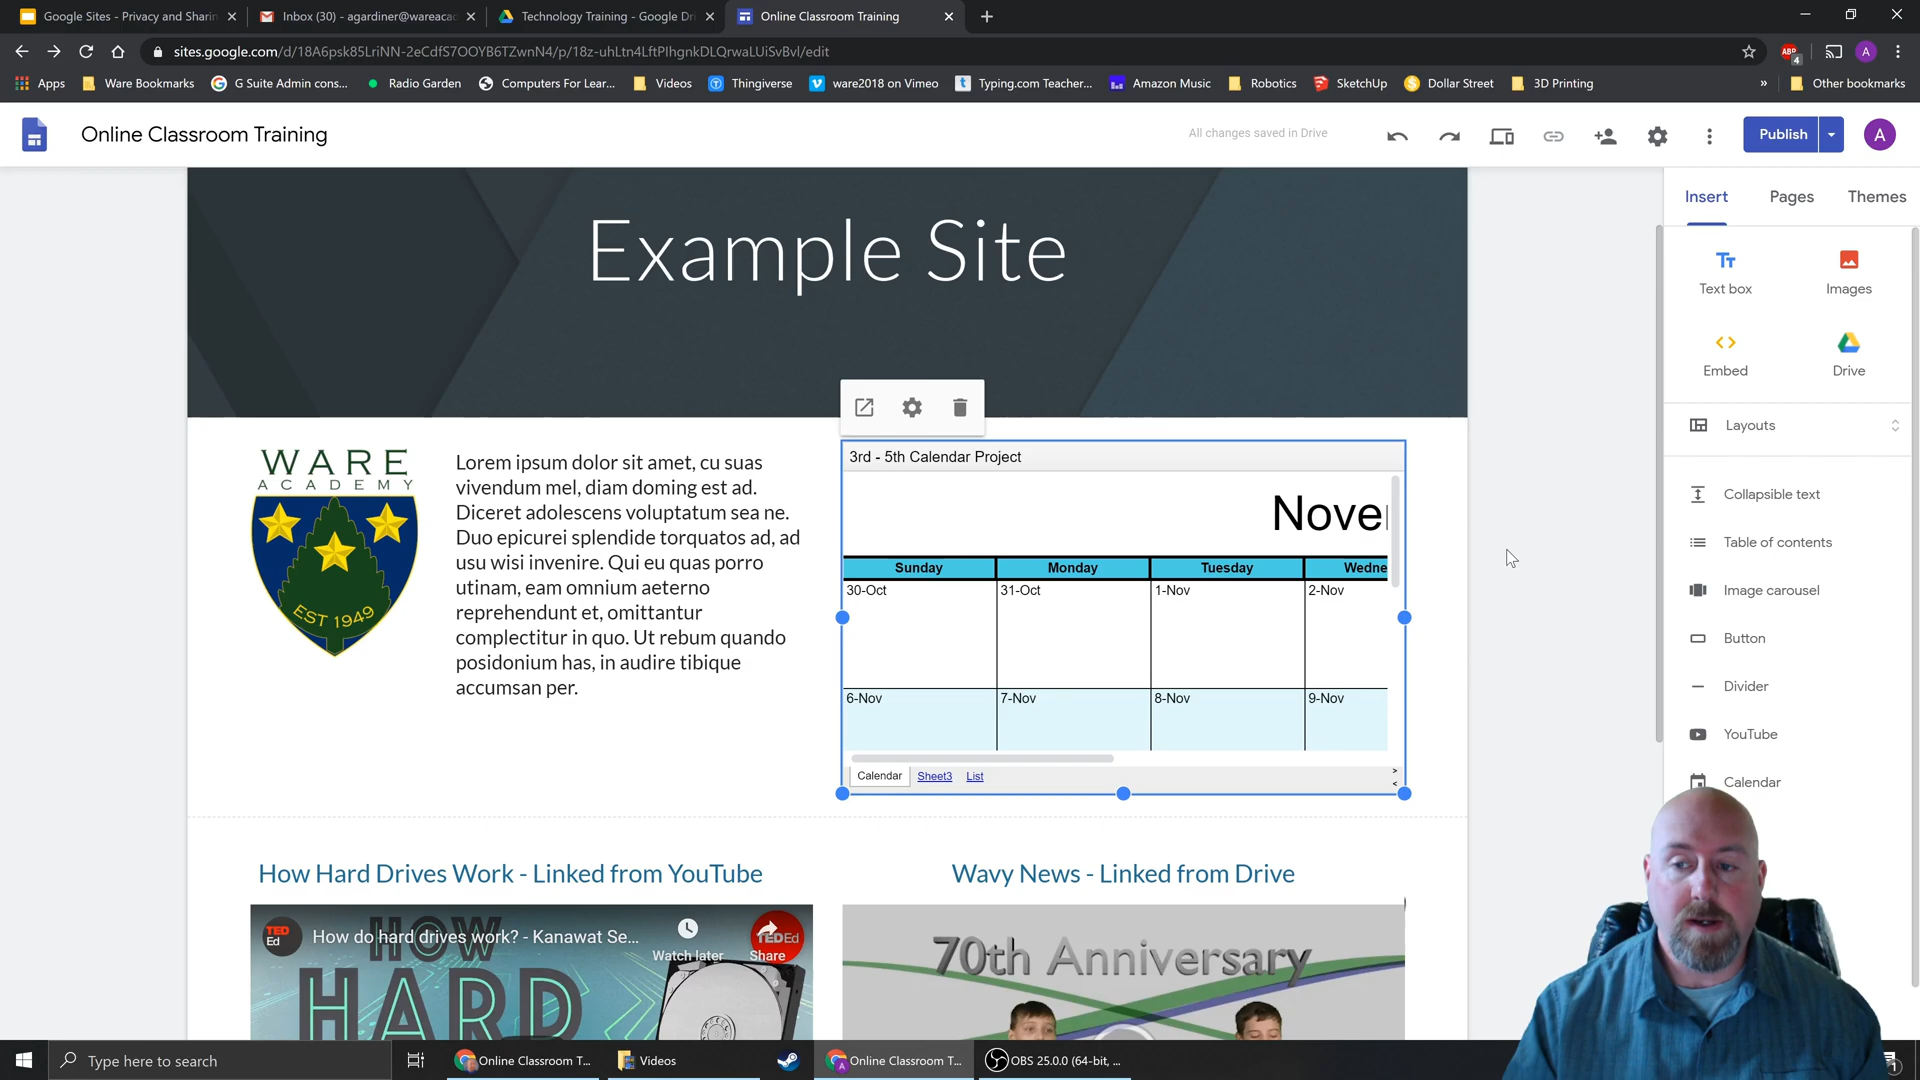 Google Sites - Privacy and Sharin
Inbox (30) - agardiner@wareacad
Technology Training - Google Dri
Online Classroom Training
sites.google.com/d/18A6psk85LriNN-2eCdfS7OOYB6TZwnN4/p/18z-uhLtn4LftPIhgnkDLQrwaLUiSvBvl/edit
ABP
4
A
Apps
Ware Bookmarks
G Suite Admin cons...
Radio Garden
Computers For Lear...
Videos
Thingiverse
ware2018 on Vimeo
Typing.com Teacher...
Amazon Music
Robotics
SketchUp
Dollar Street
3D Printing
»
Other bookmarks
Online Classroom Training
All changes saved in Drive
Publish
A
Insert
Pages
Themes
Text box
Images
Embed
Drive
Layouts
Collapsible text
Table of contents
Image carousel
Button
Divider
YouTube
Calendar
Example Site
WARE
ACADEMY
EST 1949
Lorem ipsum dolor sit amet, cu suas
vivendum mel, diam doming est ad.
Diceret adolescens voluptatum sea ne.
Duo epicurei splendide torquatos ad, ad
usu wisi invenire. Qui eu quas porro
utinam, eam omnium aeterno
reprehendunt et, omittantur
complectitur in quo. Ut rebum quando
posidonium has, in audire tibique
accumsan per.
3rd - 5th Calendar Project
Nove
Sunday
Monday
Tuesday
Wedne
30-Oct
31-Oct
1-Nov
2-Nov
6-Nov
7-Nov
8-Nov
9-Nov
Calendar
Sheet3
List
How Hard Drives Work - Linked from YouTube
Wavy News - Linked from Drive
TED
Ed
How do hard drives work? - Kanawat Se...
Watch later
Share
TEDEd
HOW
HARD
70th Anniversary
Type here to search
Online Classroom T...
Videos
Online Classroom T...
OBS 25.0.0 (64-bit, ...
1